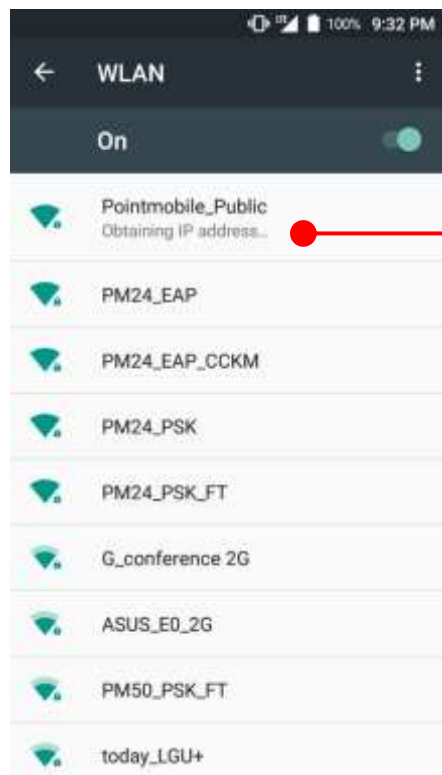 100% 9:32 PM
WLAN
On
Pointmobile_Public
Obtaining IP address...
PM24_EAP
PM24_EAP_CCKM
PM24_PSK
PM24_PSK_FT
G_conference 2G
ASUS_E0_2G
PM50_PSK_FT
today_LGU+